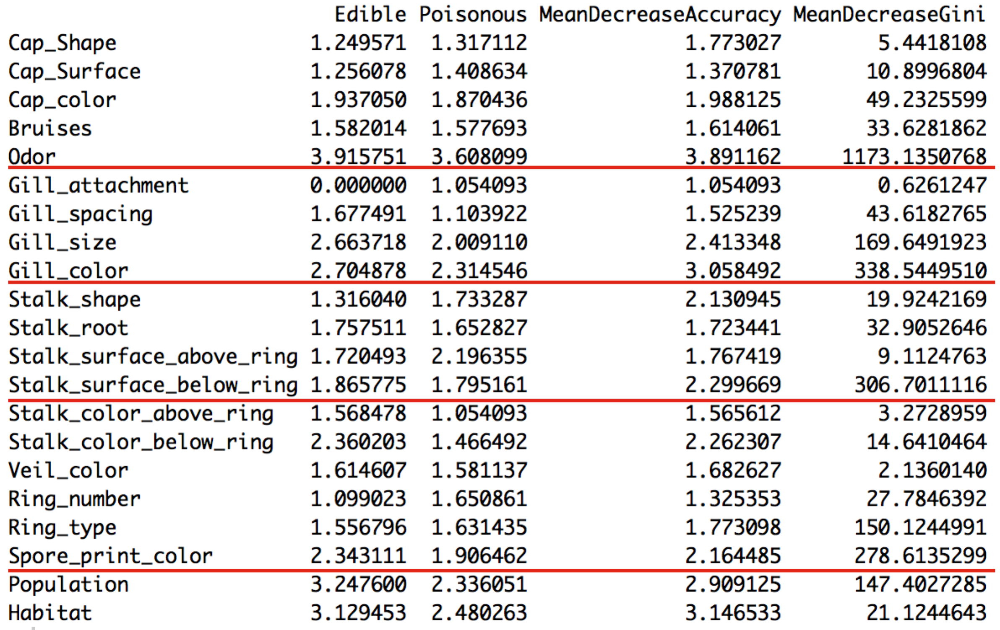 Edible Poisonous MeanDecreaseAccuracy MeanDecreaseGini
Cap_Shape 1.249571 1.317112 1.773027 5.4418108
Cap_Surface 1.256078 1.408634 1.370781 10.8996804
Cap_color 1.937050 1.870436 1.988125 49.2325599
Bruises 1.582014 1.577693 1.614061 33.6281862
Odor 3.915751 3.608099 3.891162 1173.1350768
Gill_attachment 0.000000 1.054093 1.054093 0.6261247
Gill_spacing 1.677491 1.103922 1.525239 43.6182765
Gill_size 2.663718 2.009110 2.413348 169.6491923
Gill_color 2.704878 2.314546 3.058492 338.5449510
Stalk_shape 1.316040 1.733287 2.130945 19.9242169
Stalk_root 1.757511 1.652827 1.723441 32.9052646
Stalk_surface_above_ring 1.720493 2.196355 1.767419 9.1124763
Stalk_surface_below_ring 1.865775 1.795161 2.299669 306.7011116
Stalk_color_above_ring 1.568478 1.054093 1.565612 3.2728959
Stalk_color_below_ring 2.360203 1.466492 2.262307 14.6410464
Veil_color 1.614607 1.581137 1.682627 2.1360140
Ring_number 1.099023 1.650861 1.325353 27.7846392
Ring_type 1.556796 1.631435 1.773098 150.1244991
Spore_print_color 2.343111 1.906462 2.164485 278.6135299
Population 3.247600 2.336051 2.909125 147.4027285
Habitat 3.129453 2.480263 3.146533 21.1244643